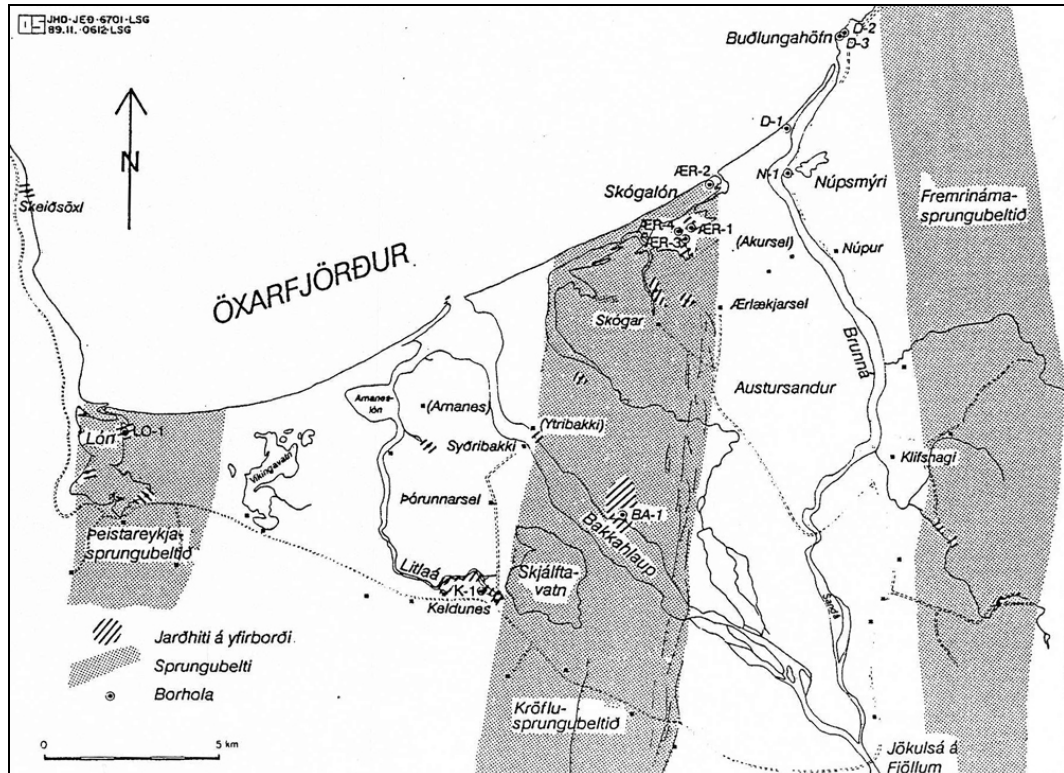 OS JHD-JEÐ-6701-LSG
89.11.-0612-LSG
N
Skeiðsöxl
ÖXARFJÖRÐUR
Buðlungahöfn
D-2
D-3
D-1
N-1
Núpsmýri
ÆR-2
Skógalón
ÆR-4
ÆR-1
ÆR-3
(Akursel)
Núpur
Fremrináma-
sprungubeltið
Ærlækjarsel
Skógar
Brunná
Austursandur
Arnanes-
lón
(Arnanes)
(Ytribakki)
Syðribakki
Lón
LO-1
Víkingavatn
Klifshagi
Þórunnarsel
BA-1
Bakkahlaup
Þeistareykja-
sprungubeltið
Litlaá
Skjálfta-
vatn
K-1
Keldunes
Sandá
Jarðhiti á yfirborði
Sprungubelti
Borhola
Kröflu-
sprungubeltið
0 5 km
Jökulsá á
Fjöllum